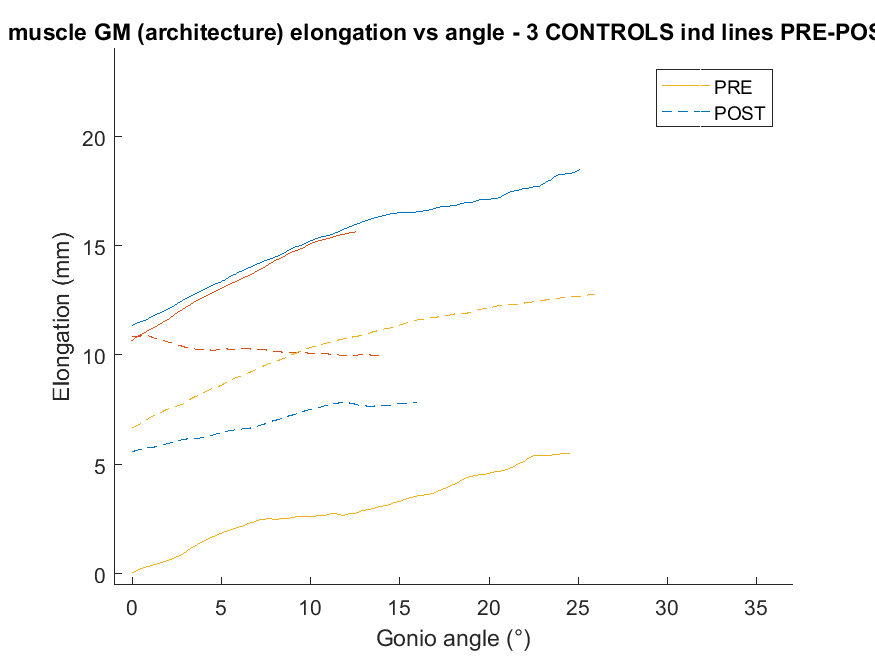 muscle GM (architecture) elongation vs angle - 3 CONTROLS ind lines PRE-POS
PRE
POST
20
15
10
5
0
Elongation (mm)
0 5 10 15 20 25 30 35
Gonio angle (°)